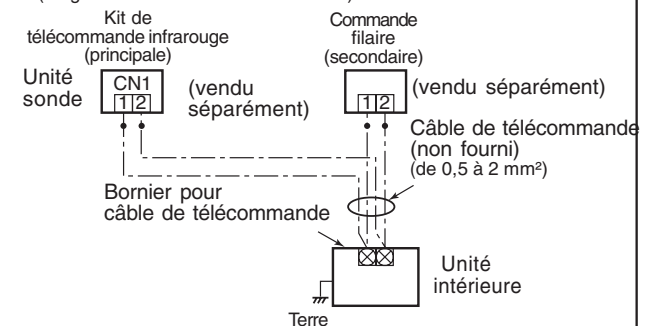 Kit de
télécommande infrarouge
(principale)
Commande
filaire
(secondaire)
Unité
sonde
CN1
1 2
(vendu
séparément)
1 2
(vendu séparément)
Câble de télécommande
(non fourni)
(de 0,5 à 2 mm²)
Bornier pour
câble de télécommande
Unité
intérieure
Terre